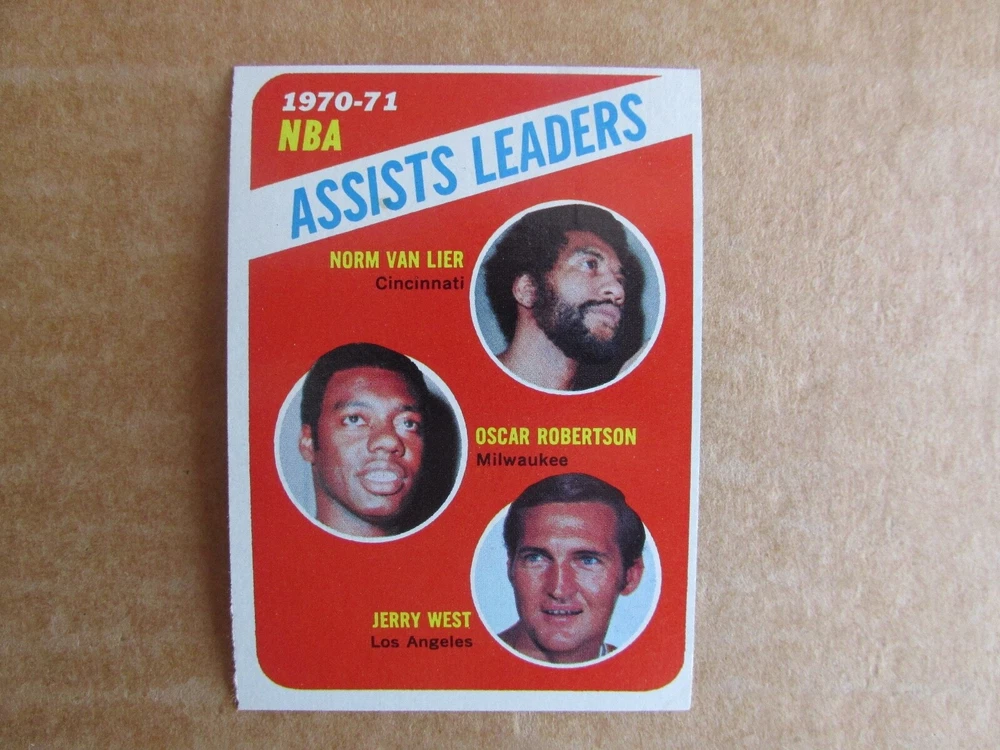 1970-71
NBA
ASSISTS LEADERS
NORM VAN LIER
Cincinnati
OSCAR ROBERTSON
Milwaukee
JERRY WEST
Los Angeles